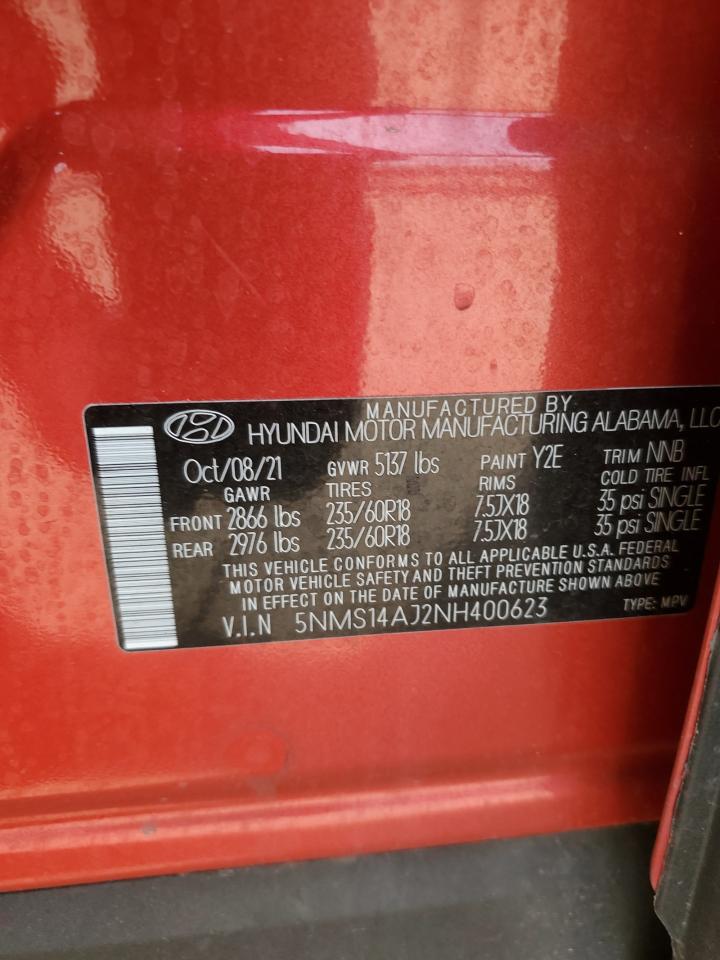 MANUFACTURED BY
HYUNDAI MOTOR MANUFACTURING ALABAMA, LLC
Oct/08/21 GVWR 5137 lbs PAINT Y2E TRIM NNB
GAWR TIRES RIMS COLD TIRE INFL
FRONT 2866 lbs 235/60R18 7.5JX18 35 psi SINGLE
REAR 2976 lbs 235/60R18 7.5JX18 35 psi SINGLE
THIS VEHICLE CONFORMS TO ALL APPLICABLE U.S.A. FEDERAL
MOTOR VEHICLE SAFETY AND THEFT PREVENTION STANDARDS
IN EFFECT ON THE DATE OF MANUFACTURE SHOWN ABOVE
V.I.N 5NMS14AJ2NH400623 TYPE: MPV